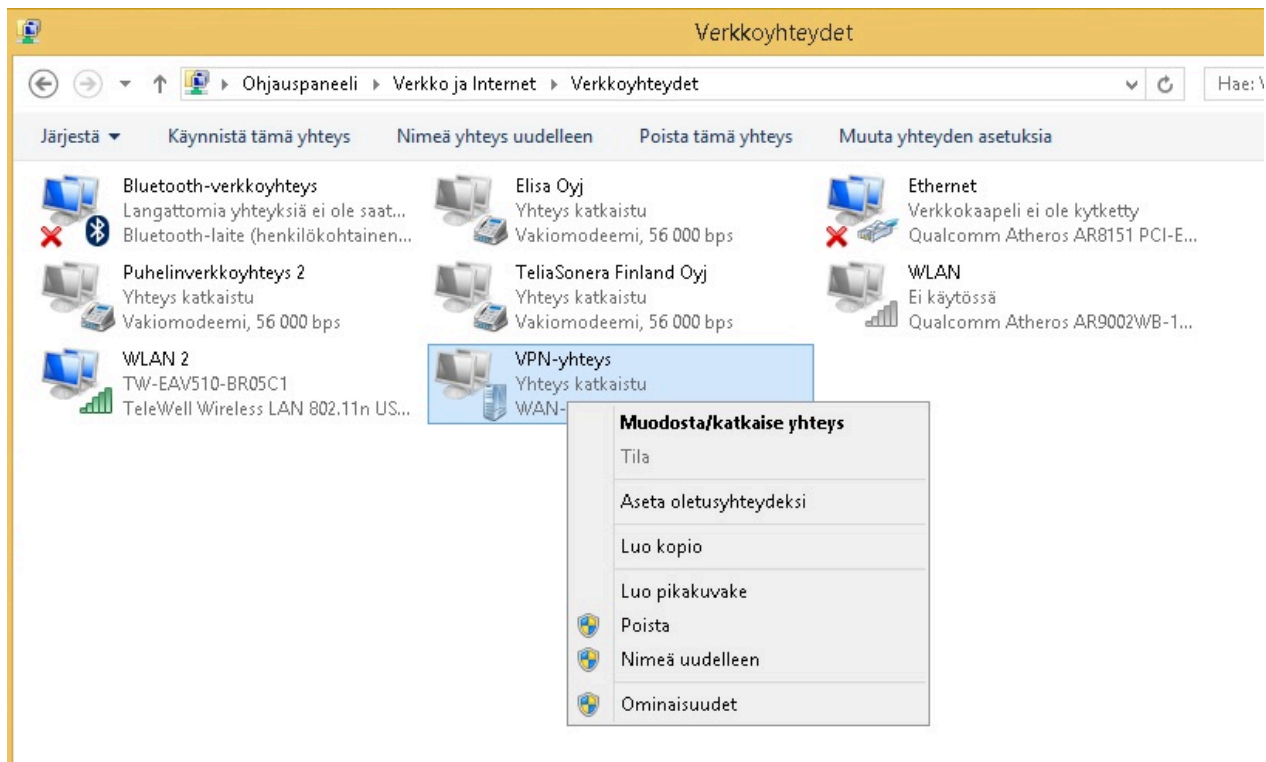 Verkkoyhteydet
Ohjauspaneeli Verkko ja Internet Verkkoyhteydet
Hae: V
Järjestä Käynnistä tämä yhteys Nimeä yhteys uudelleen Poista tämä yhteys Muuta yhteyden asetuksia
Bluetooth-verkkoyhteys
Langattomia yhteyksiä ei ole saat...
Bluetooth-laite (henkilökohtainen...
Elisa Oyj
Yhteys katkaistu
Vakiomodeemi, 56 000 bps
Ethernet
Verkkokaapeli ei ole kytketty
Qualcomm Atheros AR8151 PCI-E...
Puhelinverkkoyhteys 2
Yhteys katkaistu
Vakiomodeemi, 56 000 bps
TeliaSonera Finland Oyj
Yhteys katkaistu
Vakiomodeemi, 56 000 bps
WLAN
Ei käytössä
Qualcomm Atheros AR9002WB-1...
WLAN 2
TW-EAV510-BR05C1
TeleWell Wireless LAN 802.11n US...
VPN-yhteys
Yhteys katkaistu
WAN-
Muodosta/katkaise yhteys
Tila
Aseta oletusyhteydeksi
Luo kopio
Luo pikakuvake
Poista
Nimeä uudelleen
Ominaisuudet